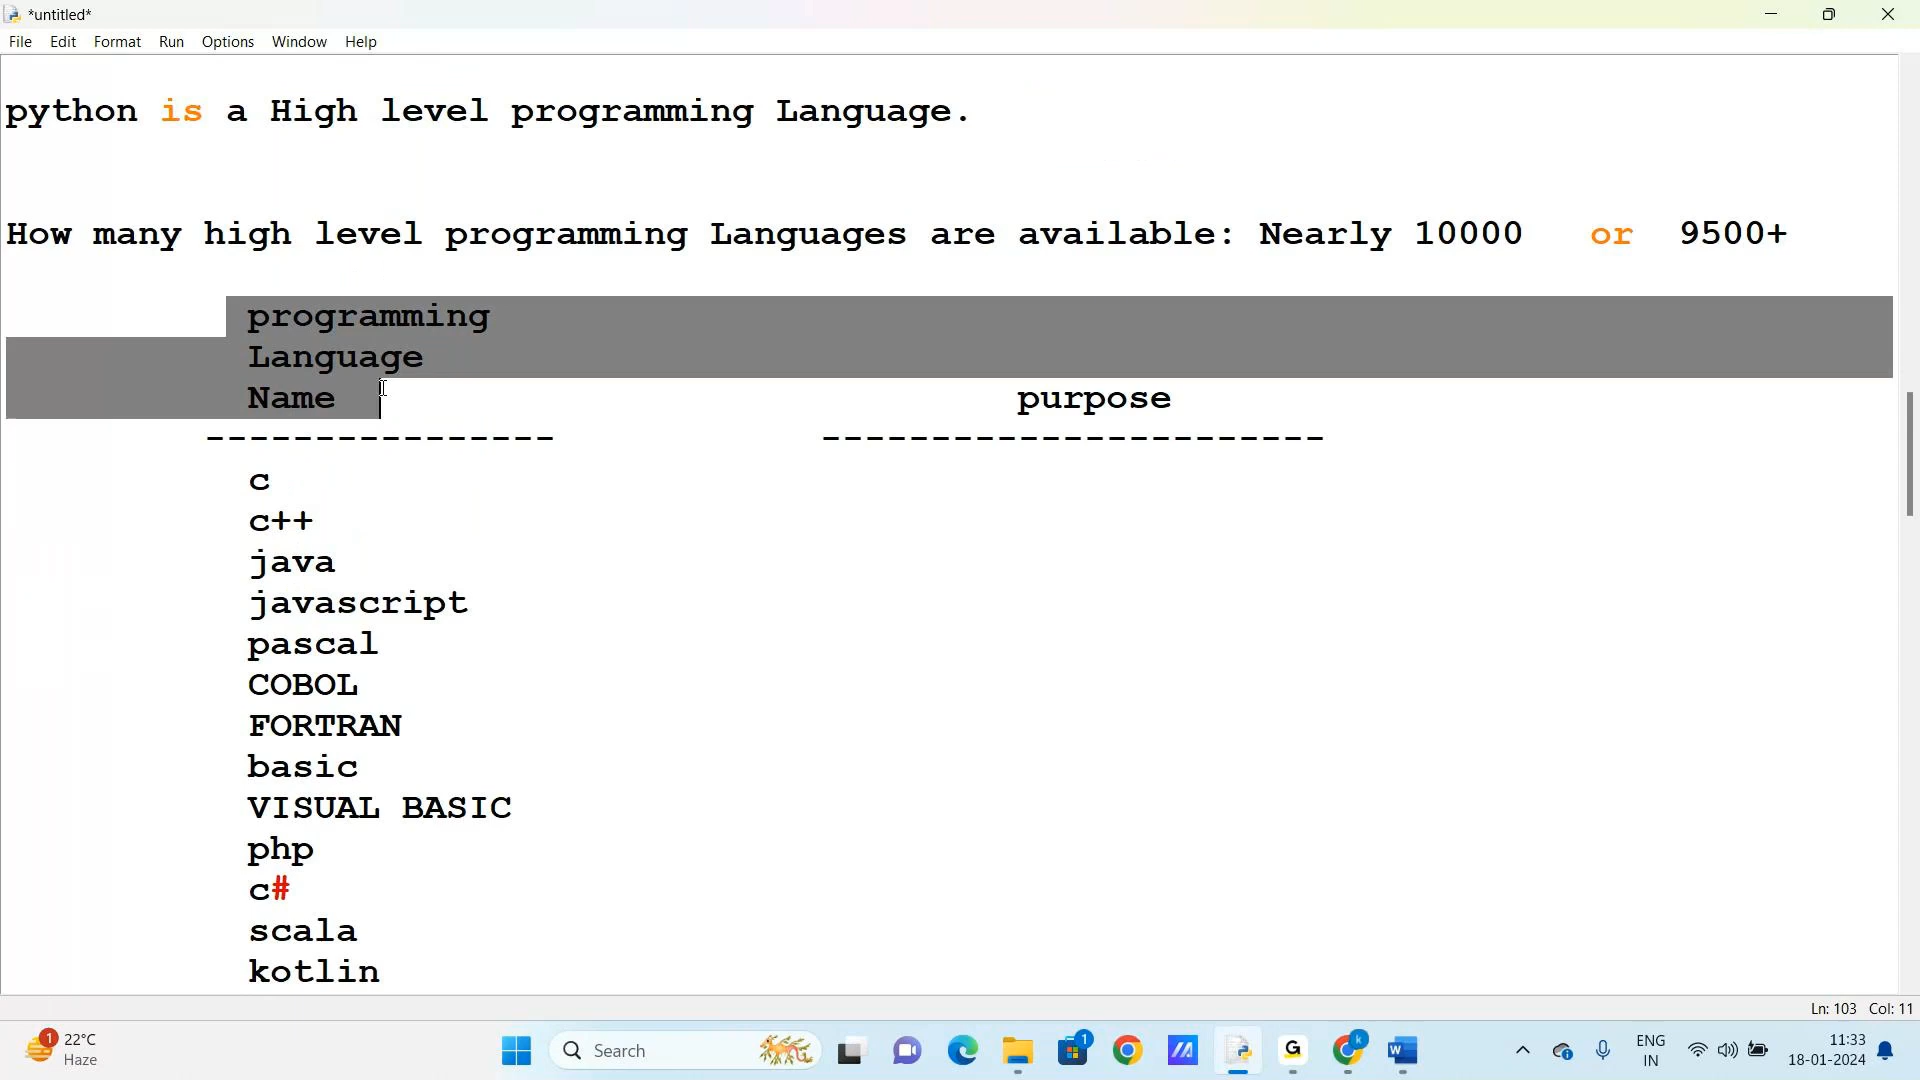 *untitled*
File Edit Format Run Options Window Help
python is a High level programming Language.
How many high level programming Languages are available: Nearly 10000 or 9500+
programming
Language
Name purpose
---------------- -----------------------
c
c++
java
javascript
pascal
COBOL
FORTRAN
basic
VISUAL BASIC
php
c#
scala
kotlin
Ln: 103 Col: 11
1 22°C
Haze
Search
1
G
k
W
ENG
IN
11:33
18-01-2024